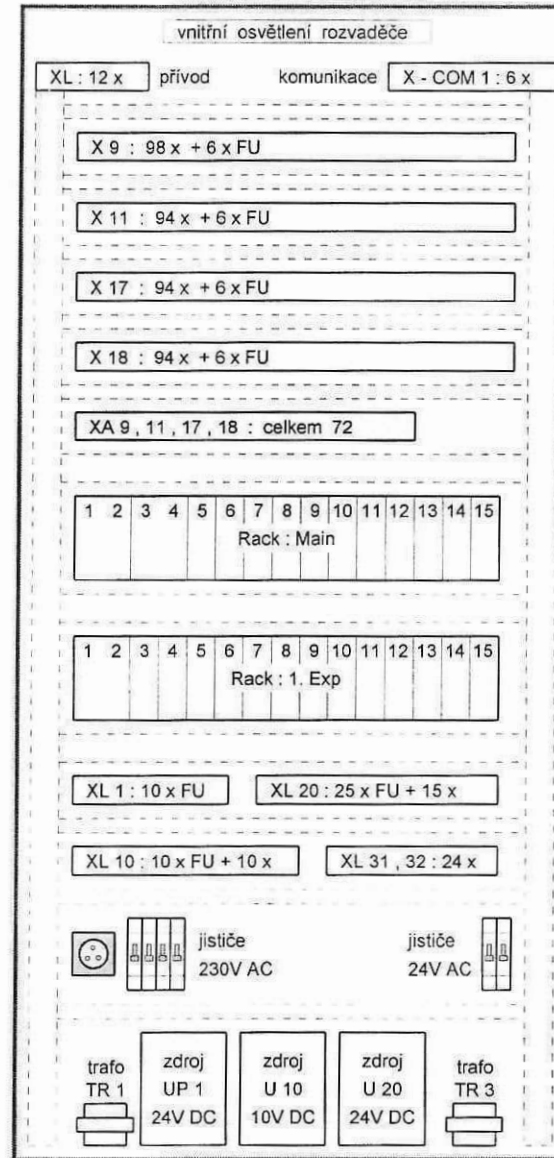 vnitřní osvětlení rozvaděče
XL : 12 x přívod komunikace X - COM 1 : 6 x
X 9 : 98 x + 6 x FU
X 11 : 94 x + 6 x FU
X 17 : 94 x + 6 x FU
X 18 : 94 x + 6 x FU
XA 9 , 11 , 17 , 18 : celkem 72
1 2 3 4 5 6 7 8 9 10 11 12 13 14 15
Rack : Main
1 2 3 4 5 6 7 8 9 10 11 12 13 14 15
Rack : 1. Exp
XL 1 : 10 x FU XL 20 : 25 x FU + 15 x
XL 10 : 10 x FU + 10 x XL 31 , 32 : 24 x
jističe
230V AC
jističe
24V AC
trafo
TR 1
zdroj
UP 1
24V DC
zdroj
U 10
10V DC
zdroj
U 20
24V DC
trafo
TR 3